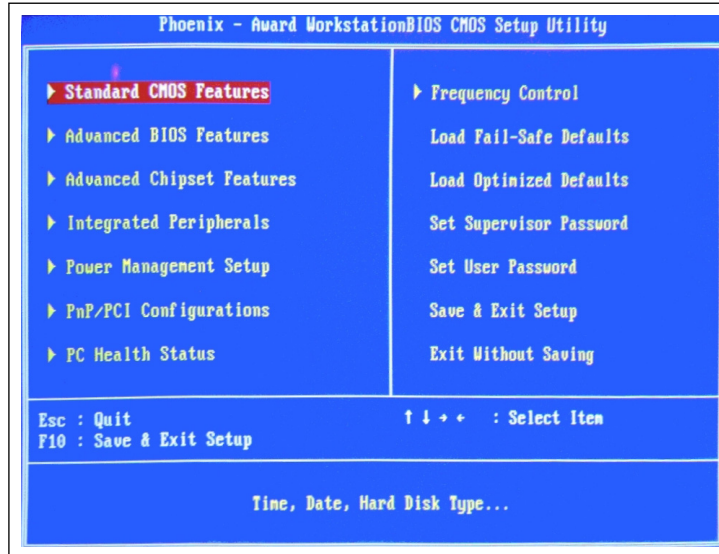 Phoenix - Award WorkstationBIOS CMOS Setup Utility
Standard CMOS Features
Advanced BIOS Features
Advanced Chipset Features
Integrated Peripherals
Power Management Setup
PnP/PCI Configurations
PC Health Status
Frequency Control
Load Fail-Safe Defaults
Load Optimized Defaults
Set Supervisor Password
Set User Password
Save & Exit Setup
Exit Without Saving
Esc : Quit
F10 : Save & Exit Setup
↑ ↓ → ← : Select Item
Time, Date, Hard Disk Type...